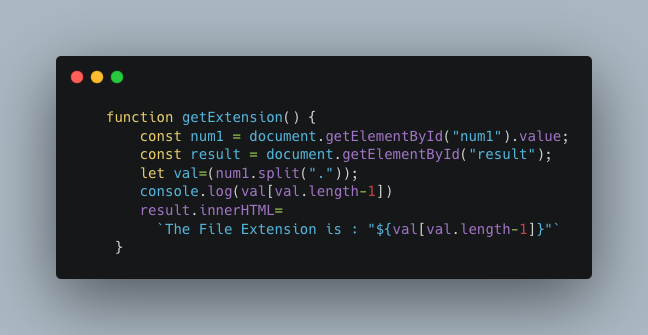 function getExtension() {
const num1 = document.getElementById("num1").value;
const result = document.getElementById("result");
let val=(num1.split("."));
console.log(val[val.length-1])
result.innerHTML=
`The File Extension is : "${val[val.length-1]}"`
}